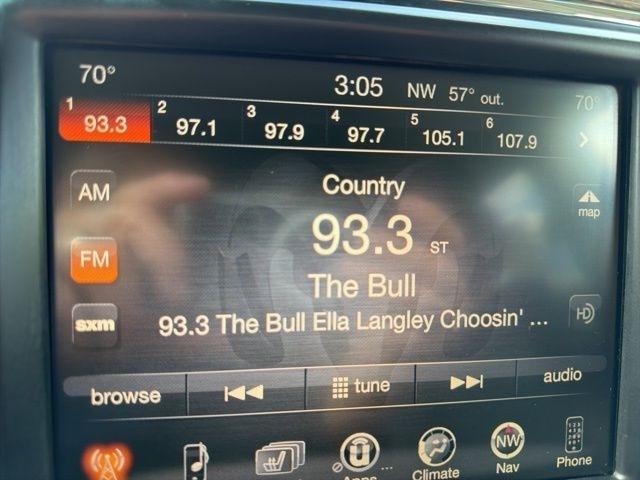 70° 3:05 NW 57° out. 70°
1 93.3 2 97.1 3 97.9 4 97.7 5 105.1 6 107.9
AM
Country
map
93.3 ST
FM
The Bull
sxm
93.3 The Bull Ella Langley Choosin' ...
HD
browse tune audio
Apps ... Climate NW Nav Phone